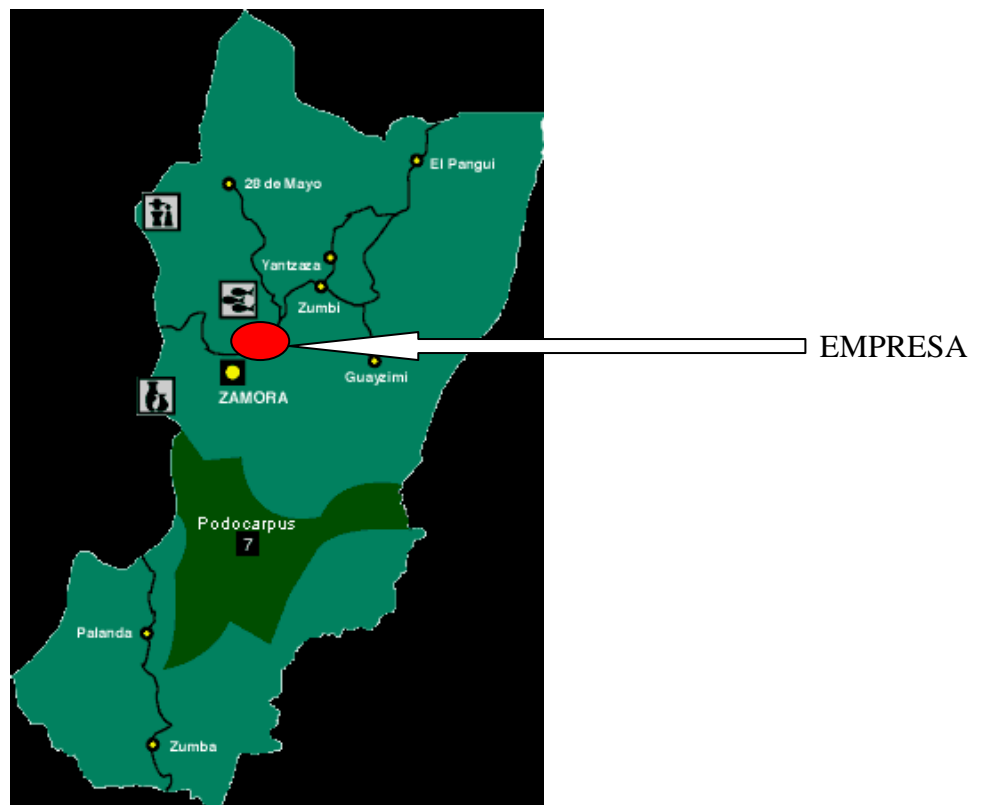 El Pangui
28 de Mayo
Yantzaza
Zumbi
EMPRESA
Guayzimi
ZAMORA
Podocarpus
7
Palanda
Zumba